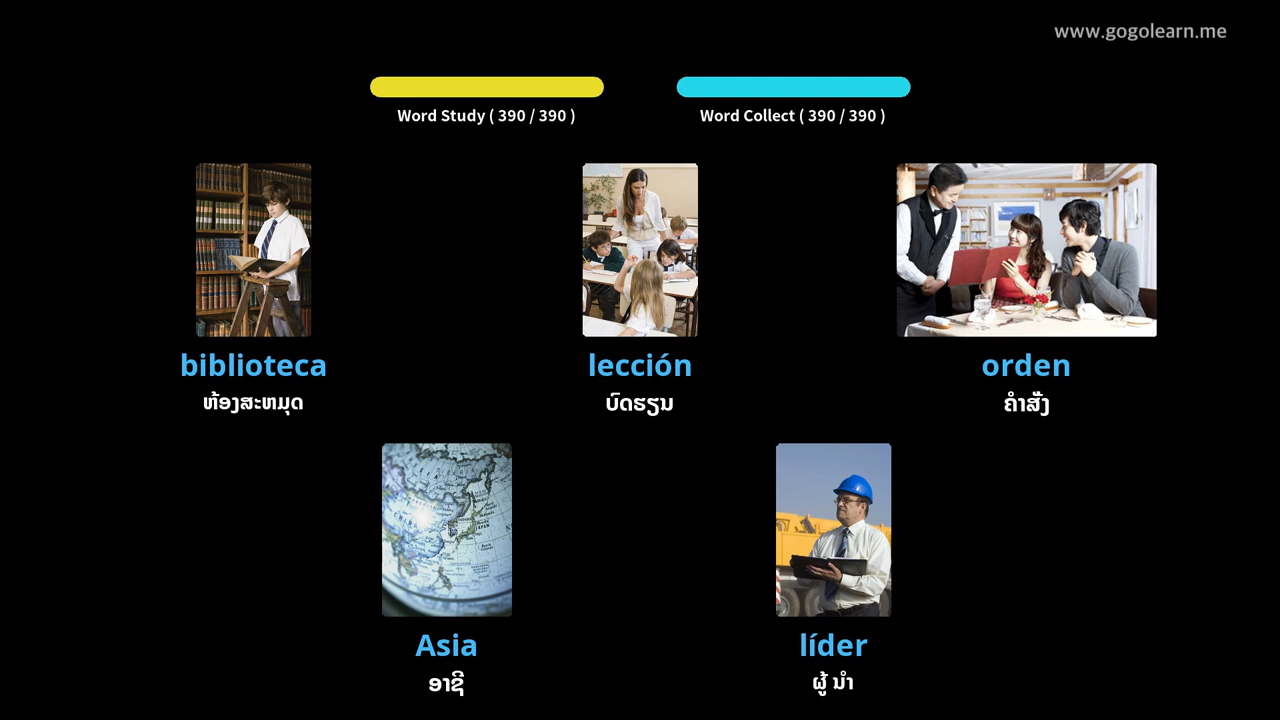 www.gogolearn.me
Word Study ( 390 / 390 )
Word Collect ( 390 / 390 )
biblioteca
ຫ້ອງສະຫມຸດ
lección
ບົດຮຽນ
orden
ຄໍາສັ່ງ
Asia
ອາຊີ
líder
ຜູ້ ນໍາ